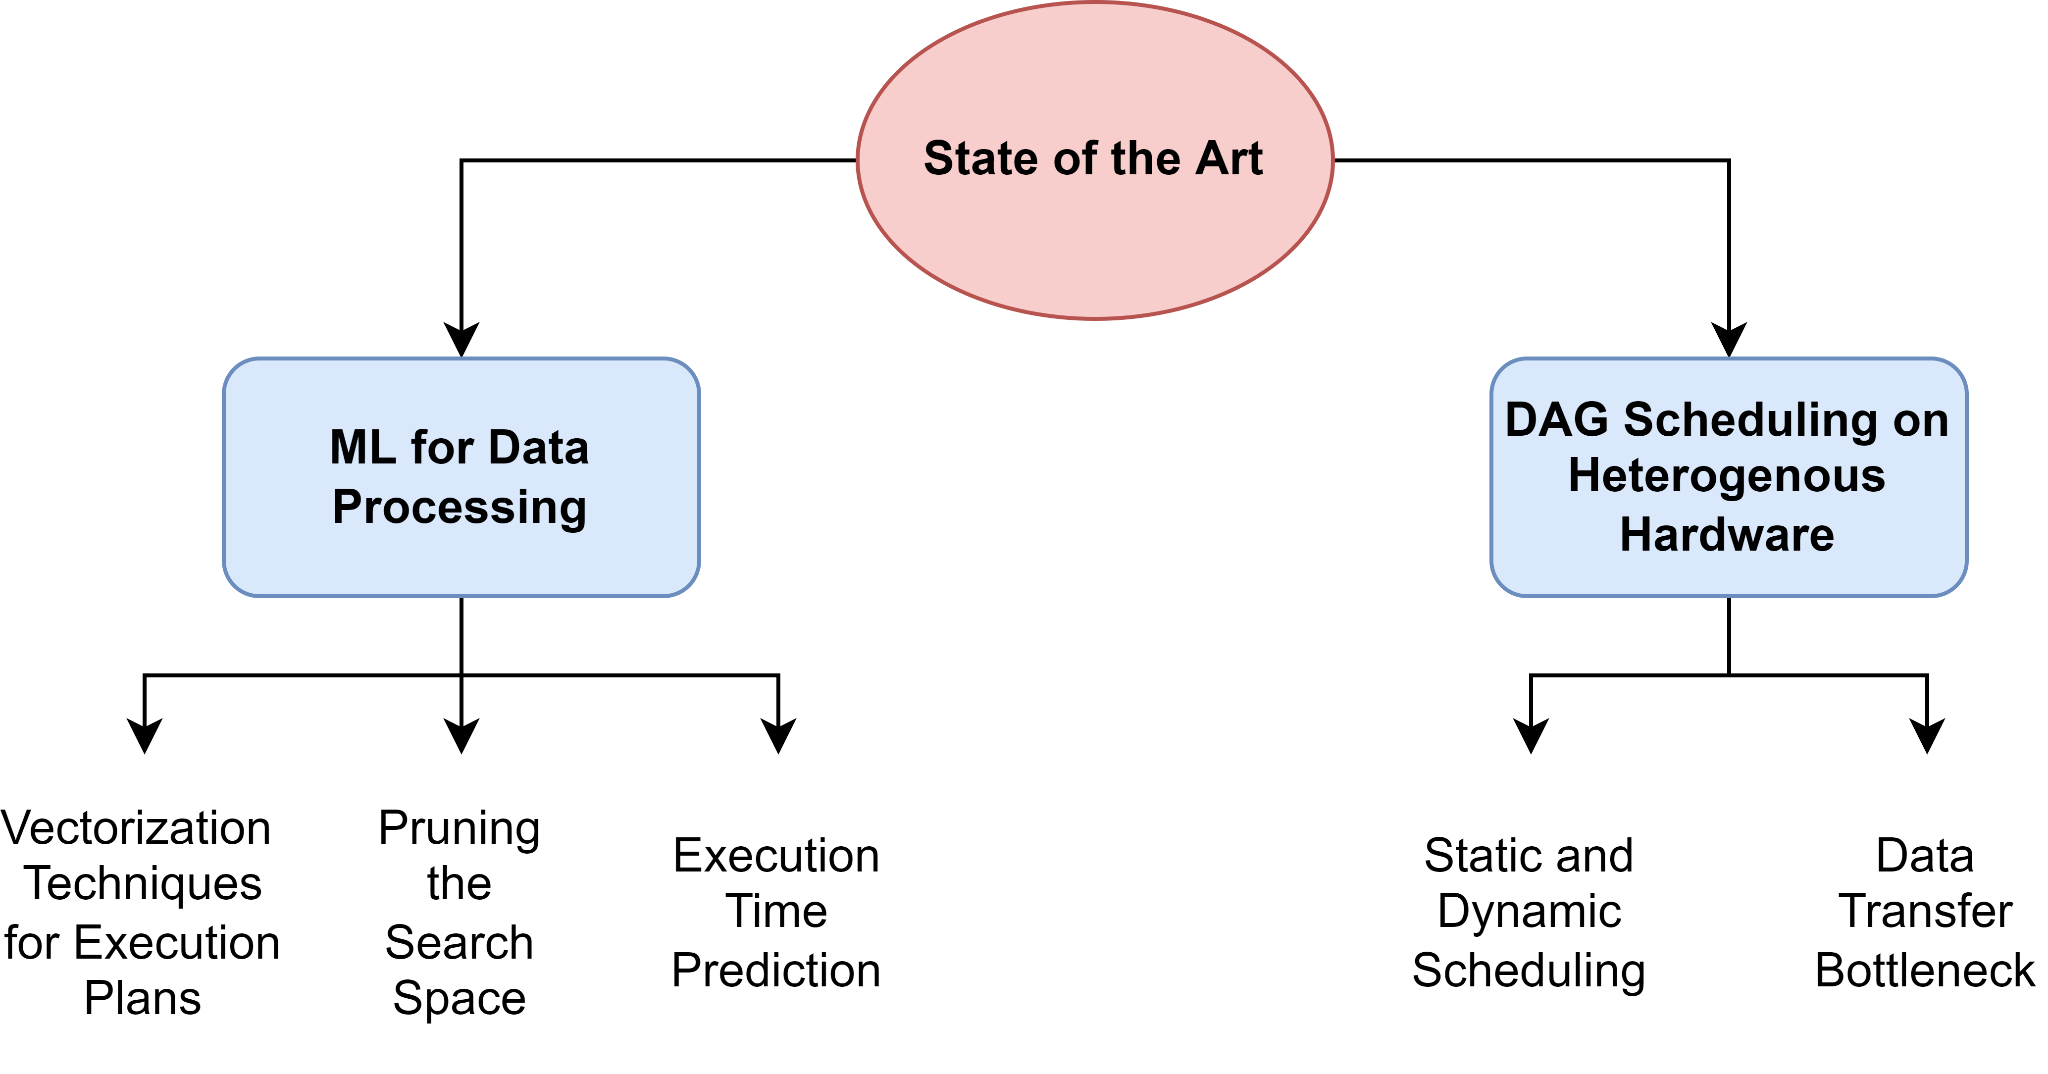 State of the Art
ML for Data
Processing
DAG Scheduling on
Heterogenous
Hardware
Vectorization
Techniques
for Execution
Plans
Pruning
the
Search
Space
Execution
Time
Prediction
Static and
Dynamic
Scheduling
Data
Transfer
Bottleneck